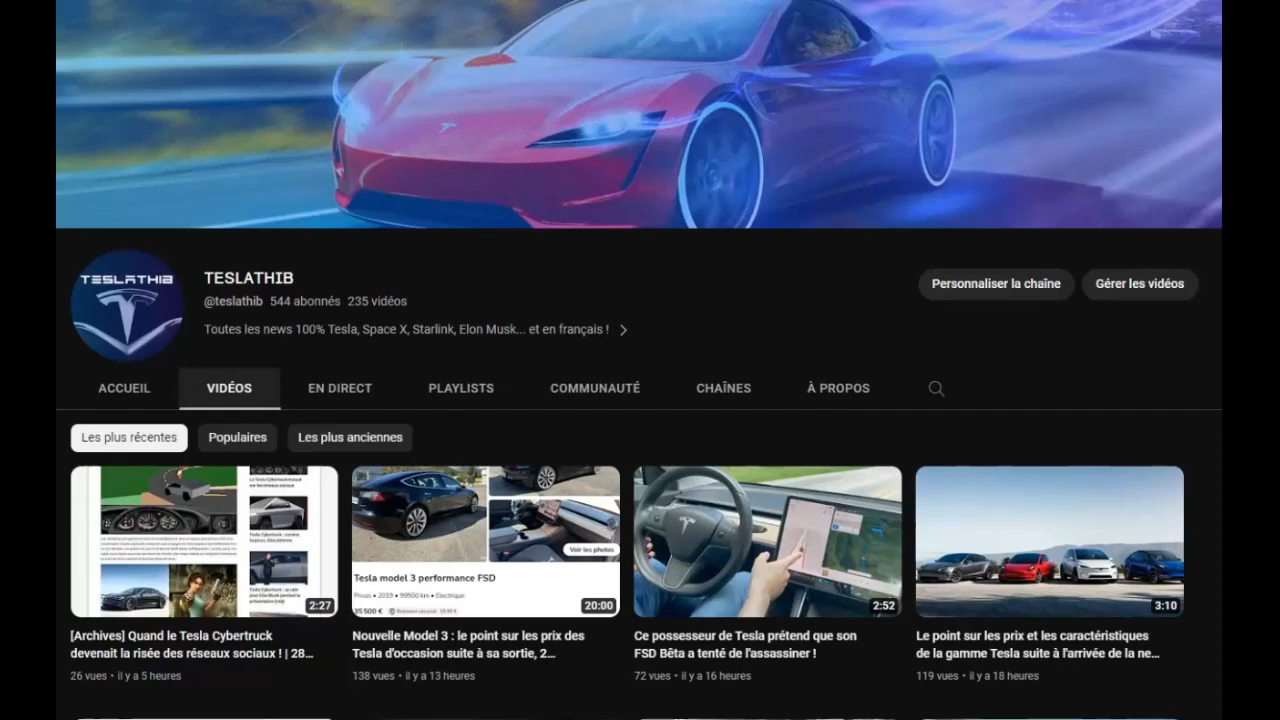 TESLATHIB
TESLATHIB
@teslathib 544 abonnés 235 vidéos
Toutes les news 100% Tesla, Space X, Starlink, Elon Musk... et en français !
Personnaliser la chaîne
Gérer les vidéos
ACCUEIL VIDÉOS EN DIRECT PLAYLISTS COMMUNAUTÉ CHAÎNES À PROPOS
Les plus récentes Populaires Les plus anciennes
2:27
Voir les photos
Tesla model 3 performance FSD
35 500 €
20:00
2:52
3:10
[Archives] Quand le Tesla Cybertruck
devenait la risée des réseaux sociaux ! | 28...
26 vues • il y a 5 heures
Nouvelle Model 3 : le point sur les prix des
Tesla d'occasion suite à sa sortie, 2...
138 vues • il y a 13 heures
Ce possesseur de Tesla prétend que son
FSD Bêta a tenté de l'assassiner !
72 vues • il y a 16 heures
Le point sur les prix et les caractéristiques
de la gamme Tesla suite à l'arrivée de la ne...
119 vues • il y a 18 heures